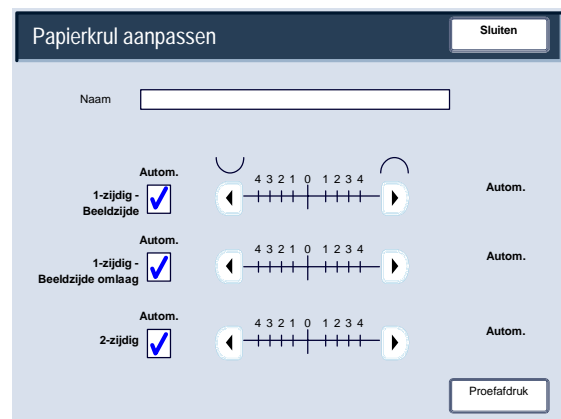 Papierkrul aanpassen
Sluiten
Naam
Autom.
1-zijdig -
Beeldzijde
4 3 2 1 0 1 2 3 4
Autom.
Autom.
1-zijdig -
Beeldzijde omlaag
4 3 2 1 0 1 2 3 4
Autom.
Autom.
2-zijdig
4 3 2 1 0 1 2 3 4
Autom.
Proefafdruk